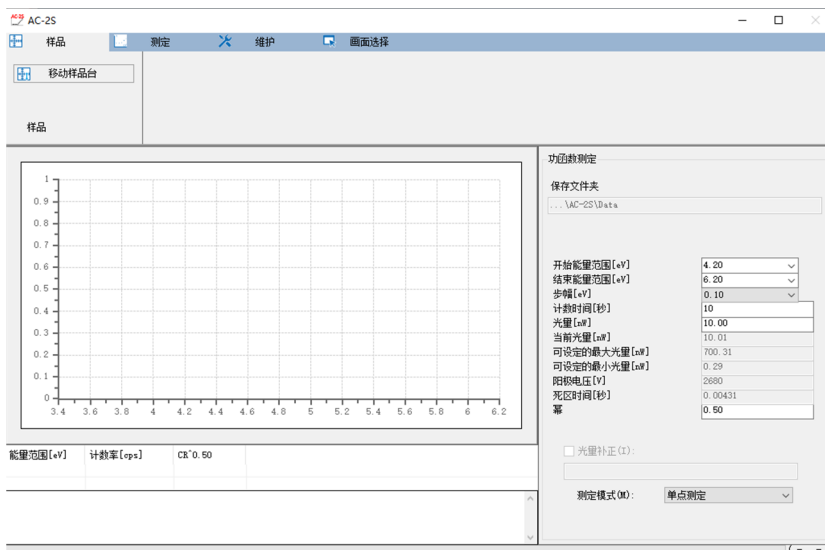 AC-2S
样品 测定 维护 画面选择
移动样品台
样品
功函数测定
保存文件夹
...\AC-2S\Data
1
0.9
0.8
0.7
0.6
0.5
0.4
0.3
0.2
0.1
0
3.4 3.6 3.8 4 4.2 4.4 4.6 4.8 5 5.2 5.4 5.6 5.8 6 6.2
开始能量范围[eV] 4.20
结束能量范围[eV] 6.20
步幅[eV] 0.10
计数时间[秒] 10
光量[nW] 10.00
当前光量[nW] 10.01
可设定的最大光量[nW] 700.31
可设定的最小光量[nW] 0.29
阳极电压[V] 2680
死区时间[秒] 0.00431
幂 0.50
能量范围[eV] 计数率[cps] CR^0.50
光量补正(I):
测定模式(M): 单点测定